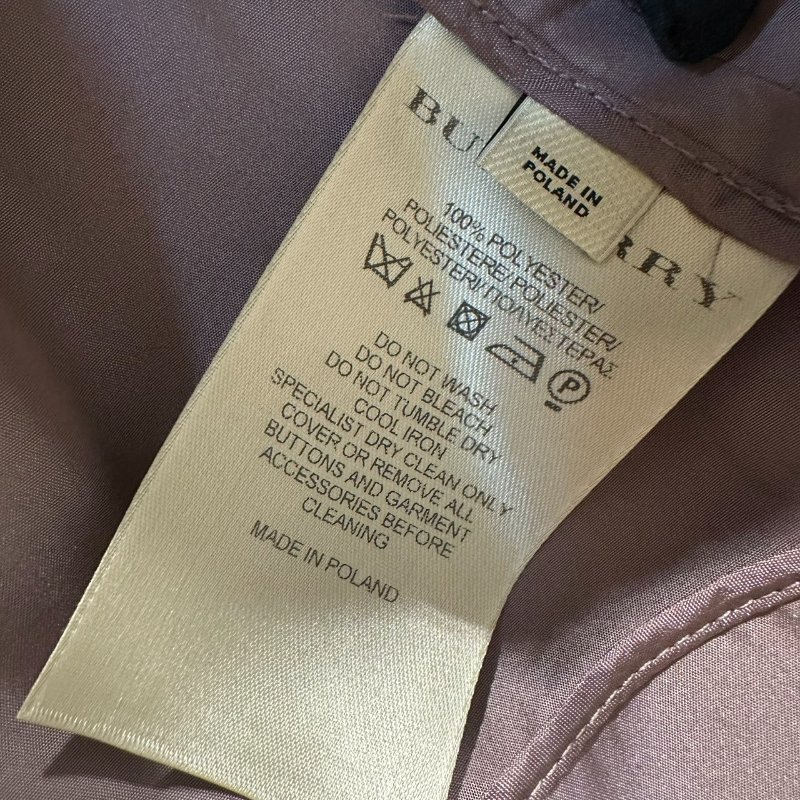 BU RRY
MADE IN
POLAND
100% POLYESTER/
POLIESTERE/POLIESTER/
POLYESTERI/ΠΟΛΥΕΣΤΕΡΑΣ
P
DO NOT WASH
DO NOT BLEACH
DO NOT TUMBLE DRY
COOL IRON
SPECIALIST DRY CLEAN ONLY
COVER OR REMOVE ALL
BUTTONS AND GARMENT
ACCESSORIES BEFORE
CLEANING
MADE IN POLAND